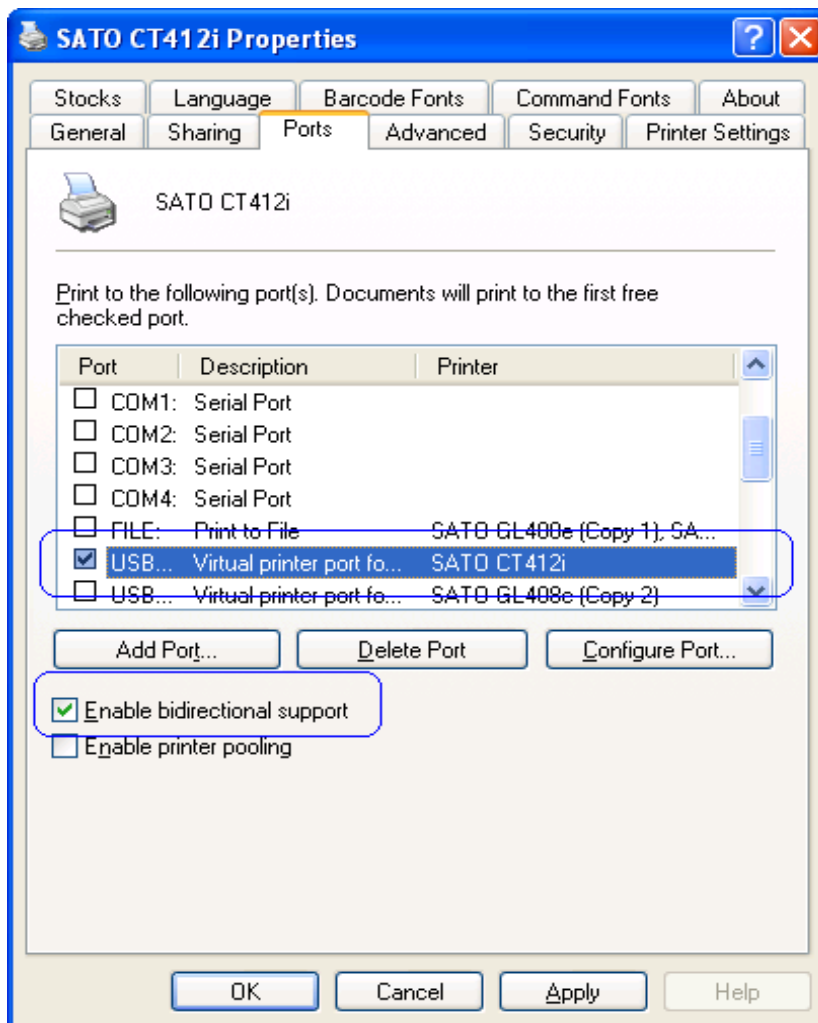 SATO CT412i Properties
Stocks Language Barcode Fonts Command Fonts About
General Sharing Ports Advanced Security Printer Settings
SATO CT412i
Print to the following port(s). Documents will print to the first free
checked port.
Port Description Printer
COM1: Serial Port
COM2: Serial Port
COM3: Serial Port
COM4: Serial Port
FILE: Print to File SATO GL400e (Copy 1), SA...
USB... Virtual printer port fo... SATO CT412i
USB... Virtual printer port fo... SATO GL408e (Copy 2)
Add Port... Delete Port Configure Port...
Enable bidirectional support
Enable printer pooling
OK Cancel Apply Help